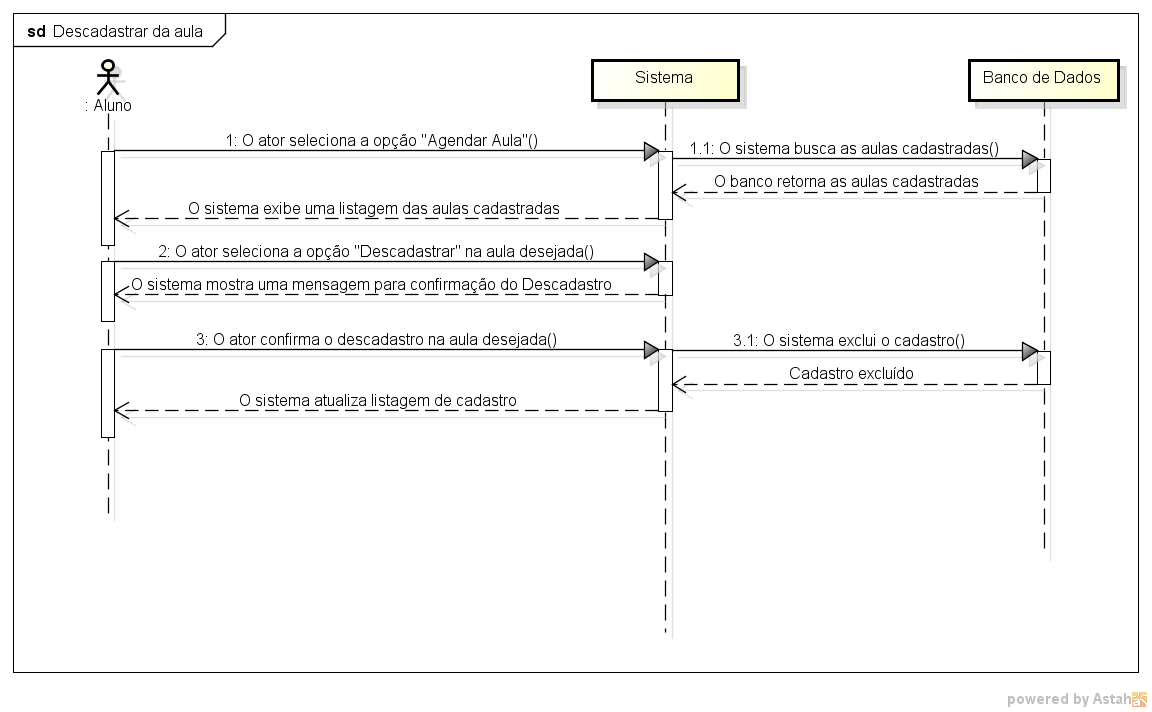 sd Descadastrar da aula
: Aluno
Sistema
Banco de Dados
1: O ator seleciona a opção "Agendar Aula"()
1.1: O sistema busca as aulas cadastradas()
O banco retorna as aulas cadastradas
O sistema exibe uma listagem das aulas cadastradas
2: O ator seleciona a opção "Descadastrar" na aula desejada()
O sistema mostra uma mensagem para confirmação do Descadastro
3: O ator confirma o descadastro na aula desejada()
3.1: O sistema exclui o cadastro()
Cadastro excluído
O sistema atualiza listagem de cadastro
powered by Astah